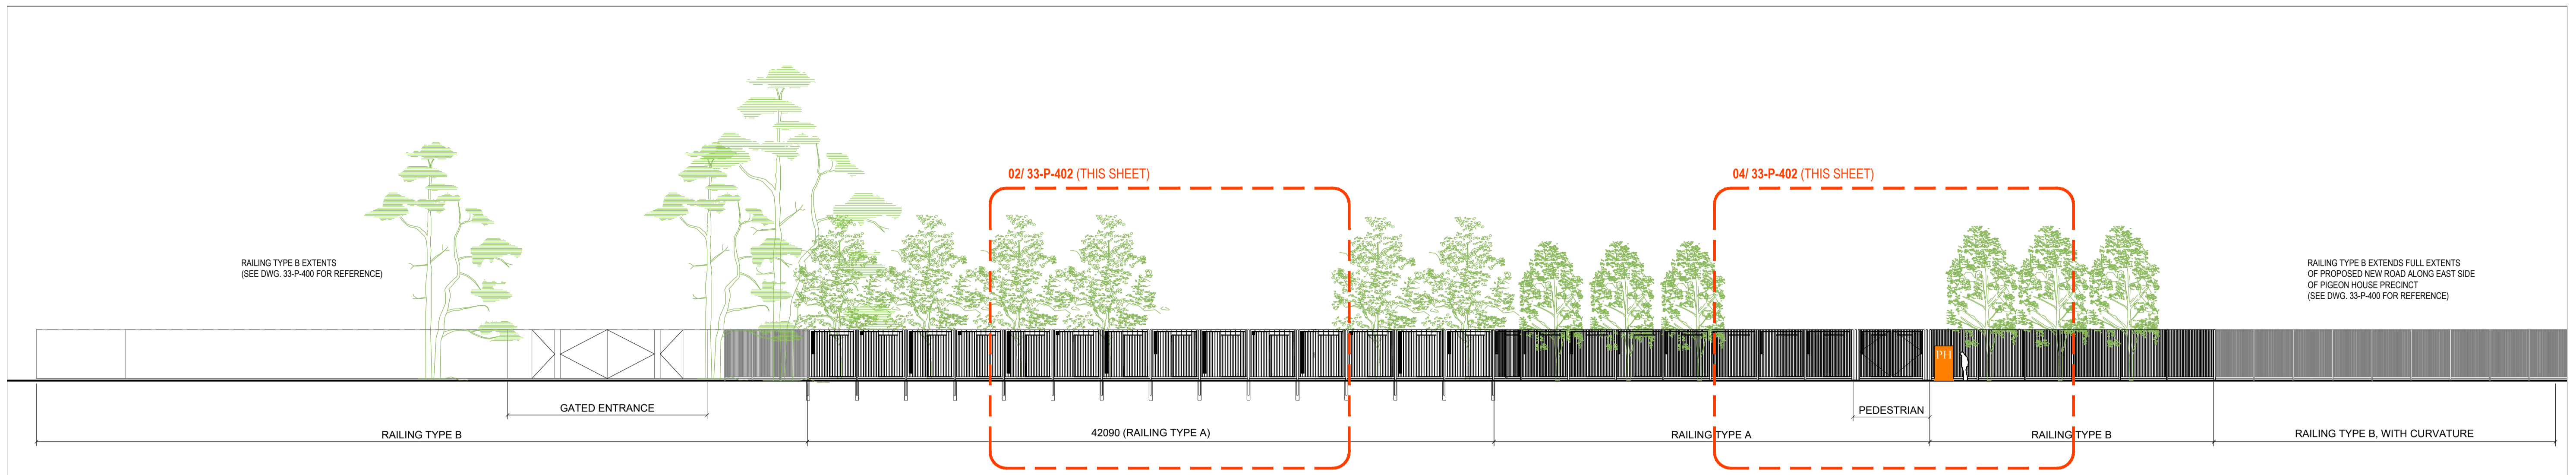 02/ 33-P-402 (THIS SHEET)
04/ 33-P-402 (THIS SHEET)
RAILING TYPE B EXTENTS
(SEE DWG. 33-P-400 FOR REFERENCE)
RAILING TYPE B EXTENDS FULL EXTENTS
OF PROPOSED NEW ROAD ALONG EAST SIDE
OF PIGEON HOUSE PRECINCT
(SEE DWG. 33-P-400 FOR REFERENCE)
PH
GATED ENTRANCE
PEDESTRIAN
RAILING TYPE B
42090 (RAILING TYPE A)
RAILING TYPE A
RAILING TYPE B
RAILING TYPE B, WITH CURVATURE